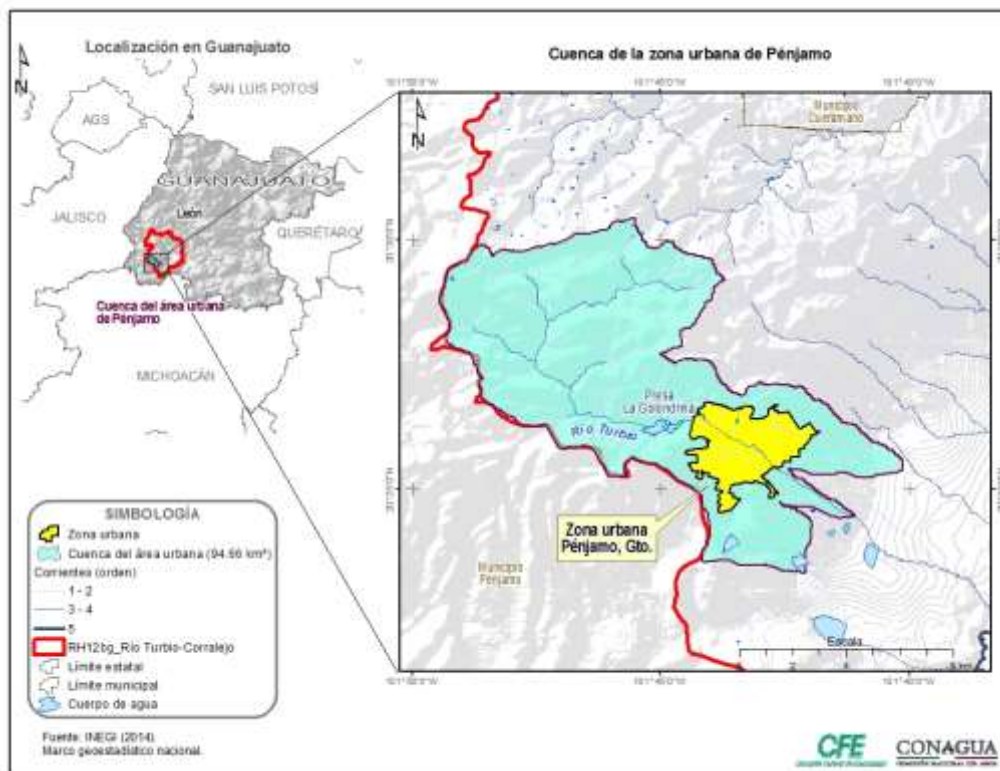 Localización en Guanajuato
N
SAN LUIS POTOSÍ
AGS
GUANAJUATO
León
JALISCO
QUERÉTARO
Cuenca del área urbana
de Pénjamo
MICHOACÁN
SIMBOLOGÍA
Zona urbana
Cuenca del área urbana (94.66 km²)
Corrientes (orden)
1 - 2
3 - 4
5
RH12bg_Río Turbio-Corralejo
Límite estatal
Límite municipal
Cuerpo de agua
Fuente: INEGI (2014).
Marco geoestadístico nacional.
Cuenca de la zona urbana de Pénjamo
N
Municipio
Presa
La Golondrina
Río Turbio
Zona urbana
Pénjamo, Gto.
Municipio
Pénjamo
Escala
CFE
CONAGUA